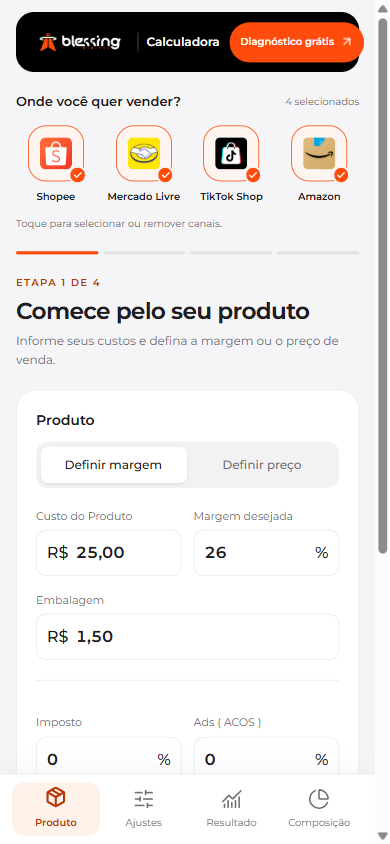 blessing
Calculadora
Diagnóstico grátis
Onde você quer vender?
4 selecionados
Shopee
Mercado Livre
TikTok Shop
Amazon
Toque para selecionar ou remover canais.
ETAPA 1 DE 4
Comece pelo seu produto
Informe seus custos e defina a margem ou o preço de
venda.
Produto
Definir margem
Definir preço
Custo do Produto
Margem desejada
R$ 25,00
26 %
Embalagem
R$ 1,50
Imposto
Ads ( ACOS )
0 %
0 %
Produto
Ajustes
Resultado
Composição